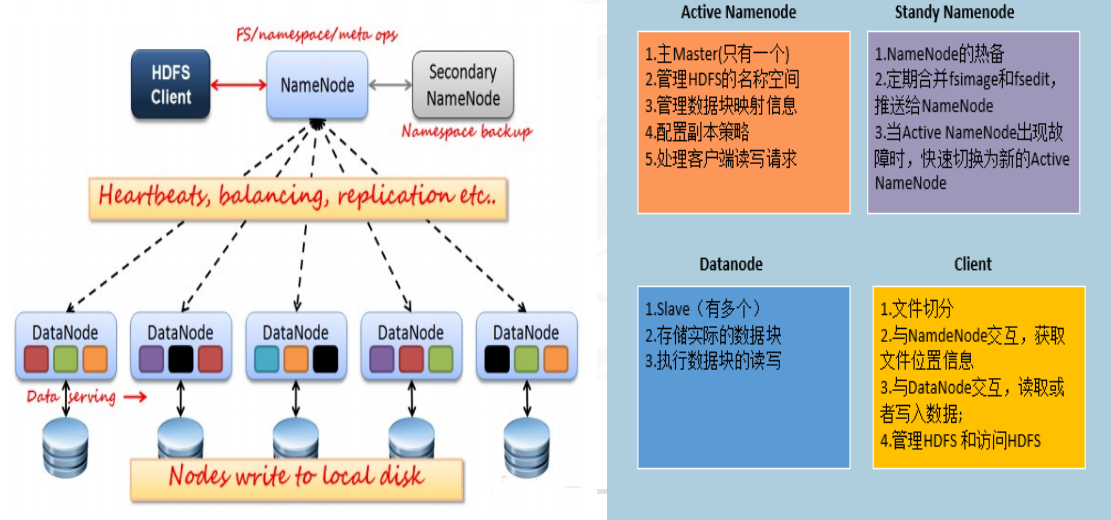 FS/namespace/meta ops
HDFS
Client
NameNode
Secondary
NameNode
Namespace backup
Heartbeats, balancing, replication etc..
DataNode
DataNode
DataNode
DataNode
DataNode
Data serving
Nodes write to local disk
Active Namenode
1.主Master(只有一个)
2.管理HDFS的名称空间
3.管理数据块映射信息
4.配置副本策略
5.处理客户端读写请求
Standy Namenode
1.NameNode的热备
2.定期合并fsimage和fsedit，
推送给NameNode
3.当Active NameNode出现故
障时，快速切换为新的Active
NameNode
Datanode
1.Slave（有多个）
2.存储实际的数据块
3.执行数据块的读写
Client
1.文件切分
2.与NamdeNode交互，获取
文件位置信息
3.与DataNode交互，读取或
者写入数据;
4.管理HDFS 和访问HDFS